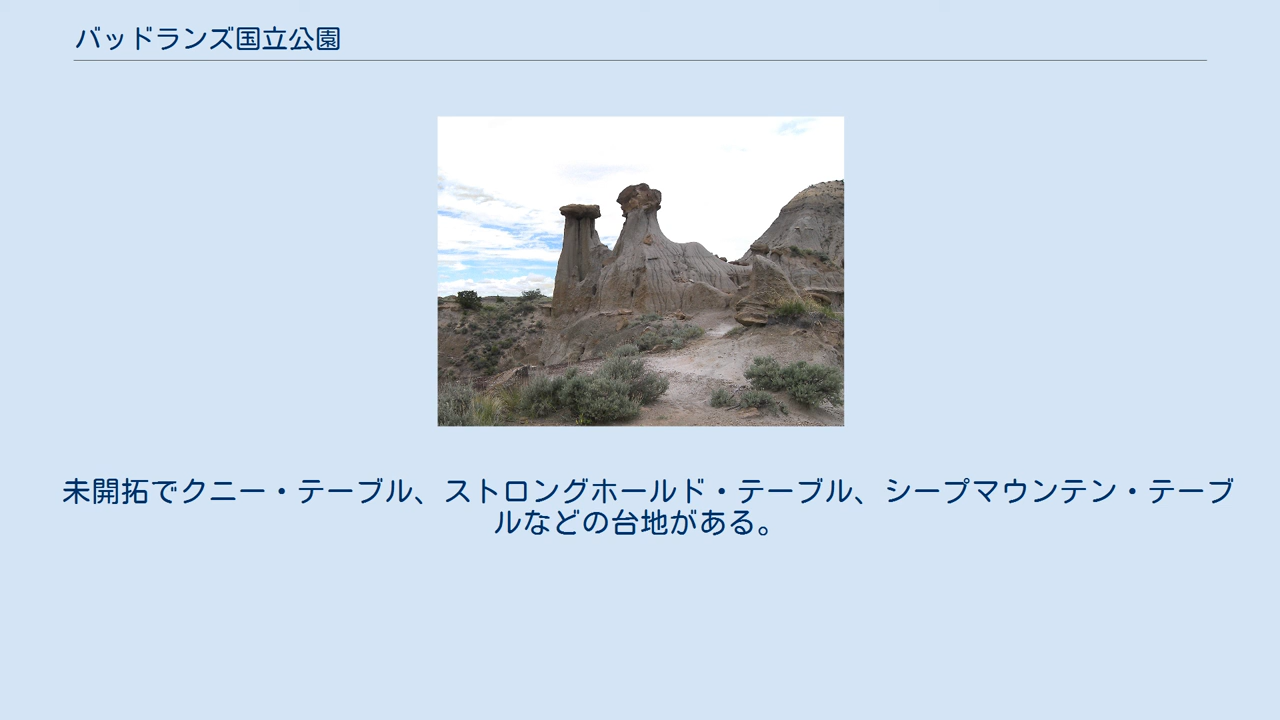 バッドランズ国立公園
未開拓でクニー・テーブル、ストロングホールド・テーブル、シープマウンテン・テーブ
ルなどの台地がある。